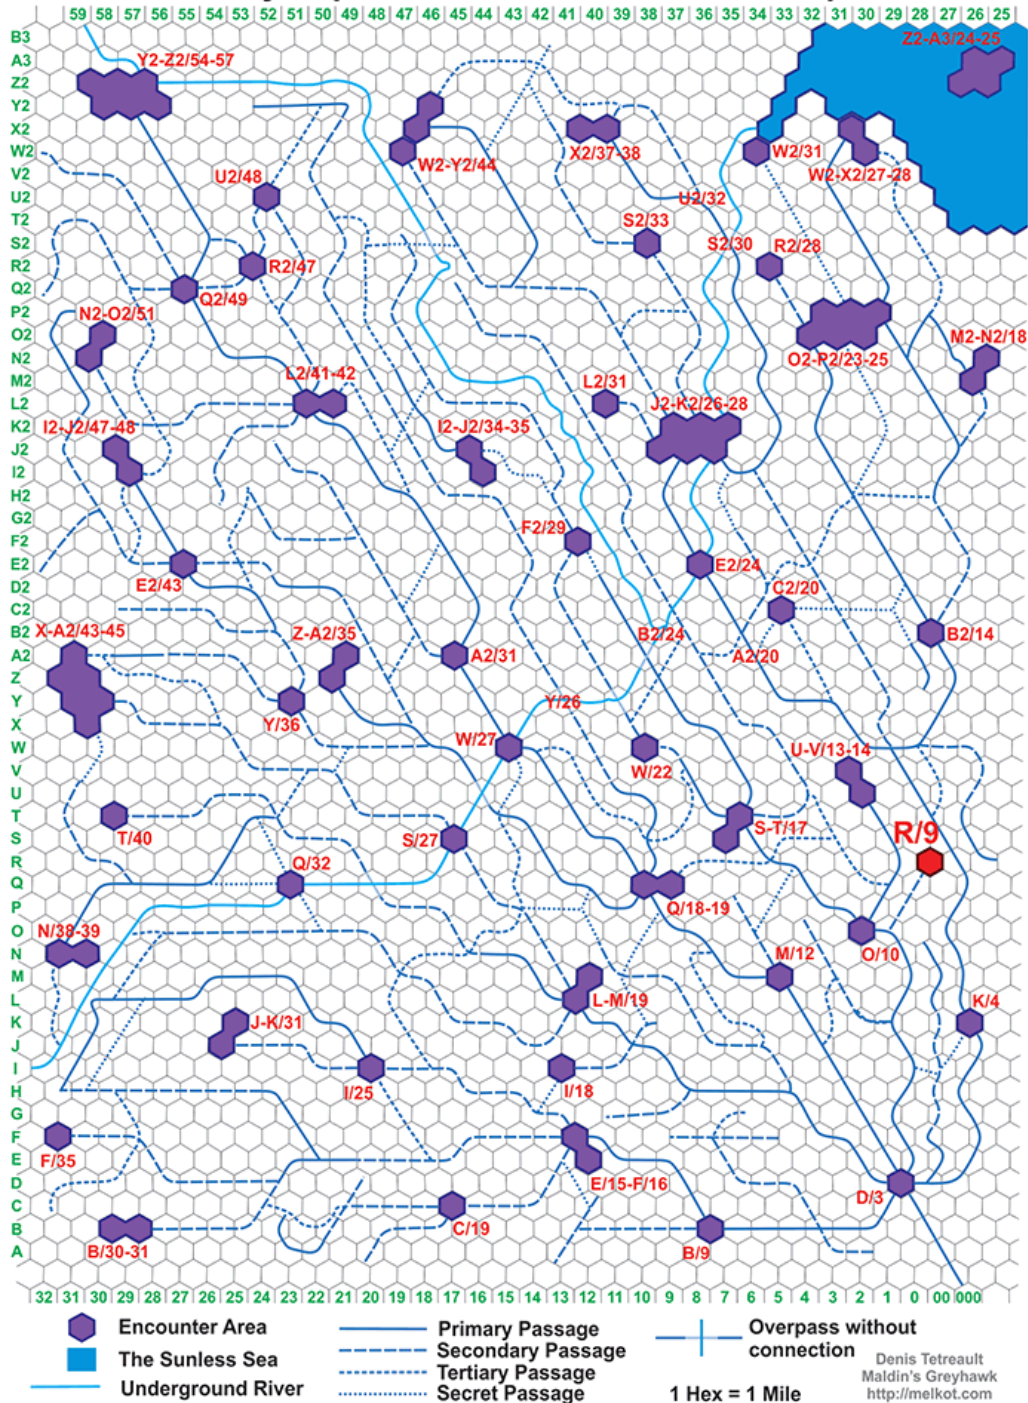 59 58 56 55 53 52 51 50 58 47 46 44 43 41 40 39 38 37 36 35 34 32 31 29 28 27 26 25
B3
A3
Z2
Y2
X2
W2
V2
U2
T2
S2
R2
Q2
P2
O2
N2
M2
L2
K2
J2
I2
H2
G2
F2
E2
D2
C2
B2
A2
Z
Y
X
W
V
U
T
S
R
Q
P
O
N
M
L
K
J
I
H
G
F
E
D
C
B
A
Y2-Z2/54-57
Z2-A3/24-25
W2-Y2/44
X2/37-38
W2/31
W2-X2/27-28
U2/48
U2/32
S2/33
S2/30
R2/28
R2/47
Q2/49
N2-O2/51
O2-P2/23-25
M2-N2/18
L2/41-42
L2/31
J2-K2/26-28
I2-J2/47-48
I2-J2/34-35
F2/29
E2/43
E2/24
C2/20
X-A2/43-45
Z-A2/35
B2/24
B2/14
A2/31
A2/20
Y/36
Y/26
W/27
W/22
U-V/13-14
T/40
S/27
S-T/17
R/9
Q/32
Q/18-19
N/38-39
O/10
M/12
L-M/19
K/4
J-K/31
I/25
I/18
F/35
E/15-F/16
D/3
C/19
B/30-31
B/9
32 31 30 29 28 27 26 24 23 22 21 20 19 18 17 16 15 14 13 12 11 10 9 8 7 6 5 4 3 2 1 0 00 000
Encounter Area
The Sunless Sea
Underground River
Primary Passage
Secondary Passage
Tertiary Passage
Secret Passage
Overpass without
connection
1 Hex = 1 Mile
Denis Tetreault
Maldin's Greyhawk
http://melkot.com